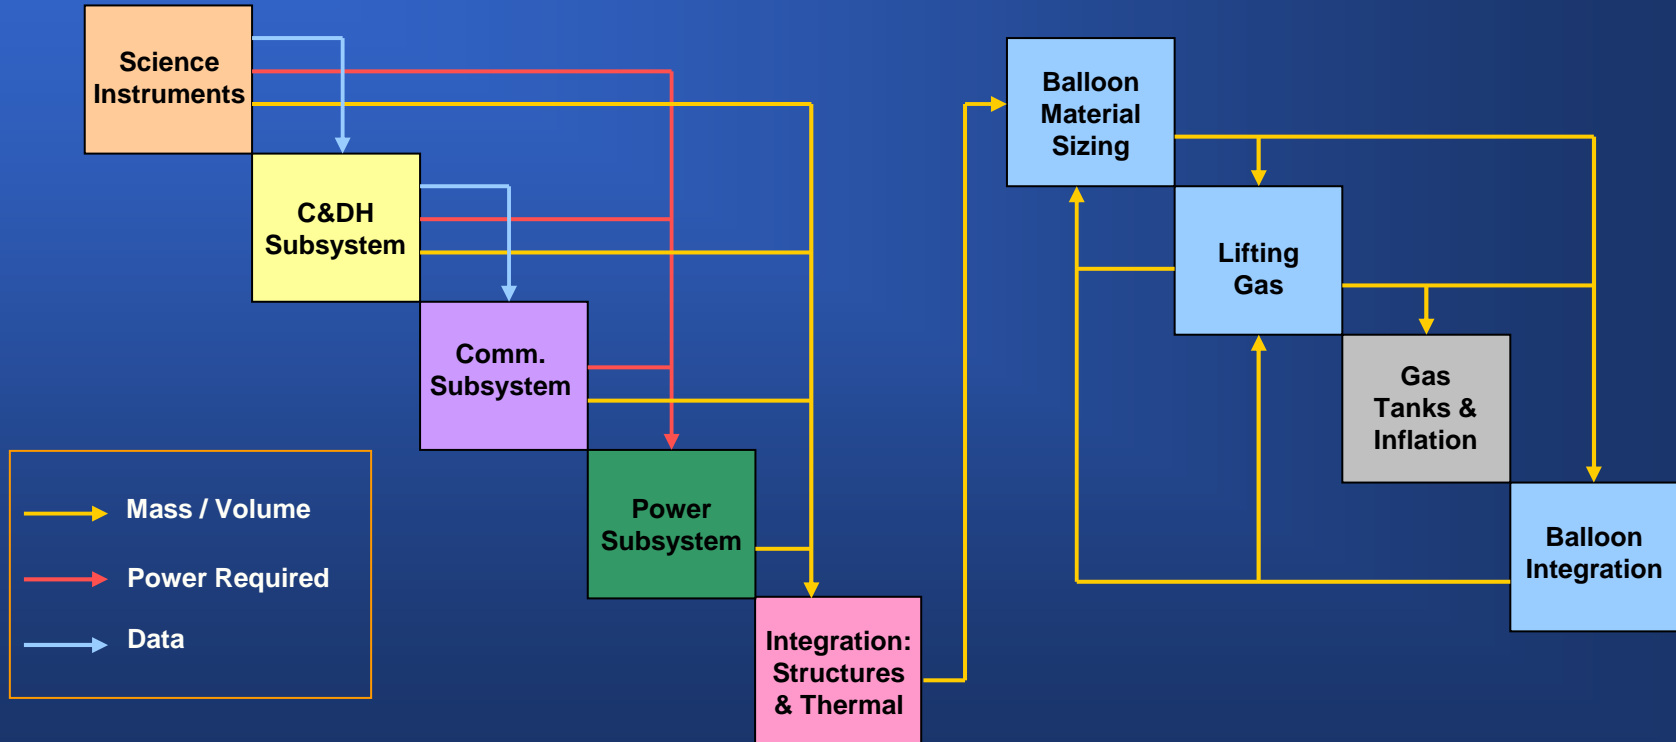 Science
Instruments
C&DH
Subsystem
Comm.
Subsystem
Power
Subsystem
Integration:
Structures
& Thermal
Balloon
Material
Sizing
Lifting
Gas
Gas
Tanks &
Inflation
Balloon
Integration
Mass / Volume
Power Required
Data